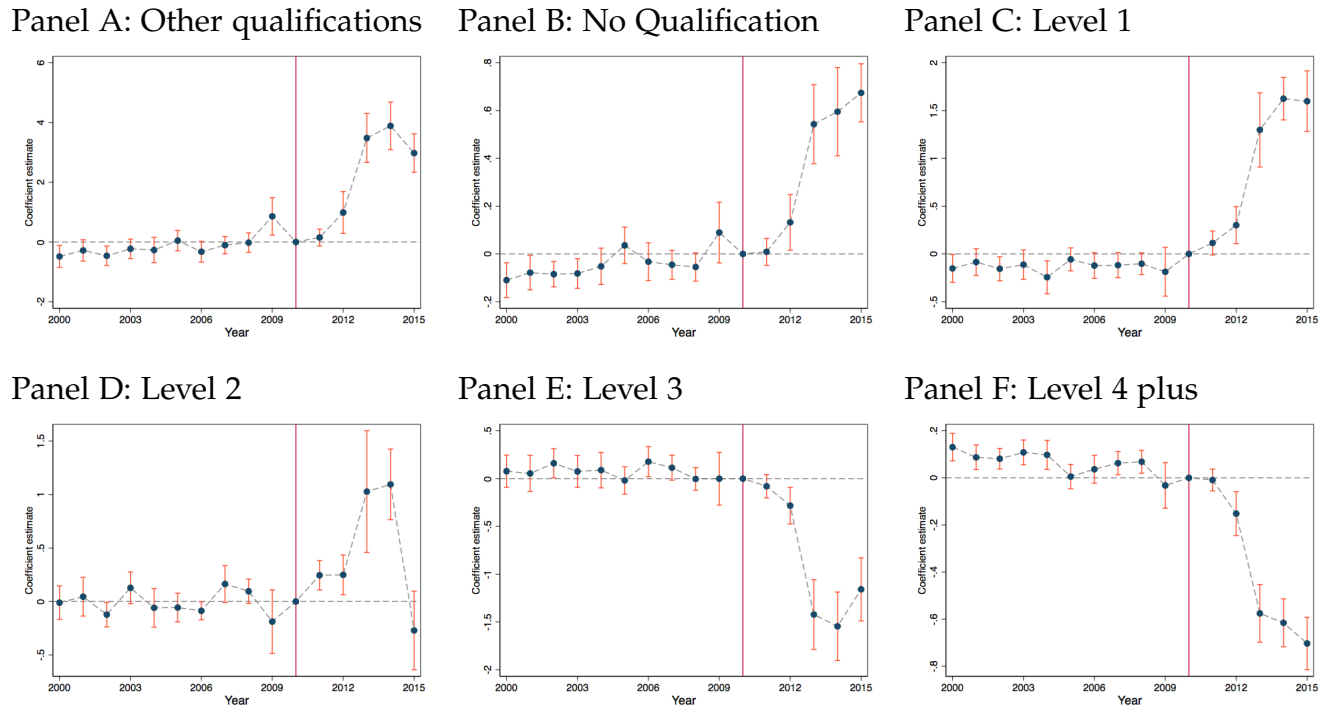 Panel A: Other qualifications
Coefficient estimate
6
4
2
0
-2
2000 2003 2006 2009 2012 2015
Year
Panel B: No Qualification
Coefficient estimate
.8
.6
.4
.2
0
-.2
2000 2003 2006 2009 2012 2015
Year
Panel C: Level 1
Coefficient estimate
2
1.5
1
.5
0
-.5
2000 2003 2006 2009 2012 2015
Year
Panel D: Level 2
Coefficient estimate
1.5
1
.5
0
-.5
2000 2003 2006 2009 2012 2015
Year
Panel E: Level 3
Coefficient estimate
.5
0
-.5
-1
-1.5
-2
2000 2003 2006 2009 2012 2015
Year
Panel F: Level 4 plus
Coefficient estimate
.2
0
-.2
-.4
-.6
-.8
2000 2003 2006 2009 2012 2015
Year